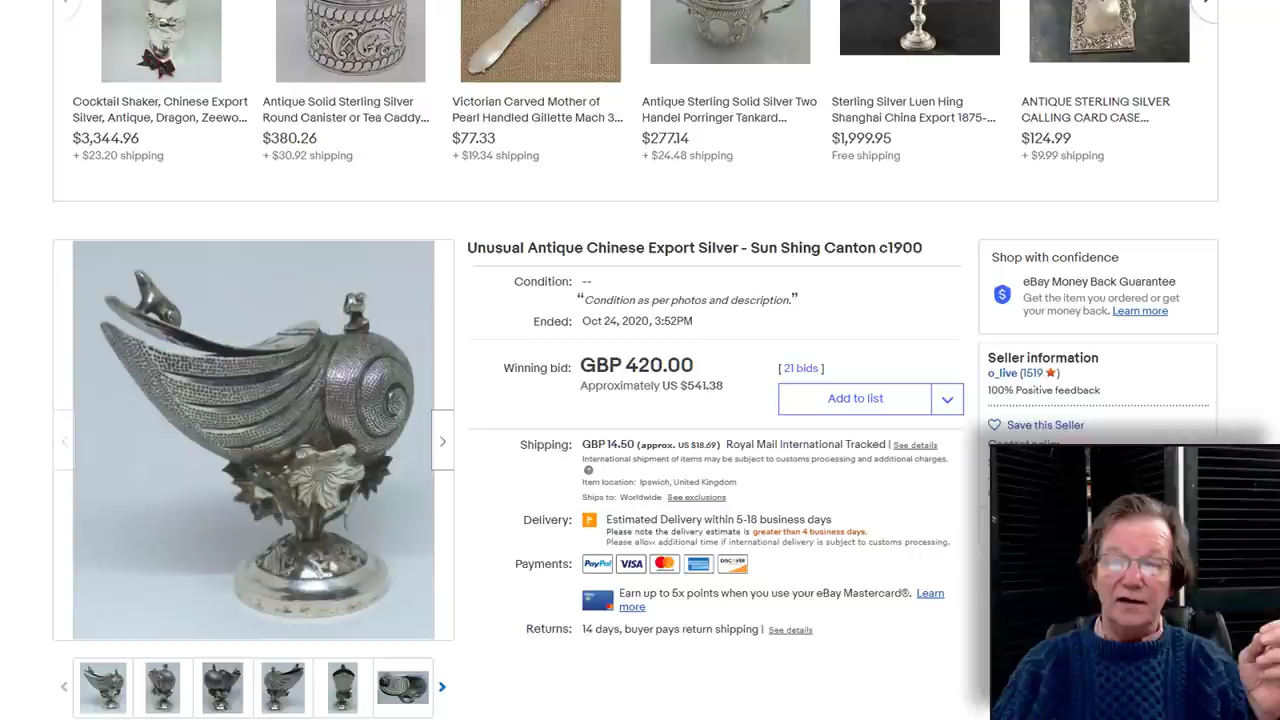 Cocktail Shaker, Chinese Export
Silver, Antique, Dragon, Zeewo...
$3,344.96
+ $23.20 shipping
Antique Solid Sterling Silver
Round Canister or Tea Caddy...
$380.26
+ $30.92 shipping
Victorian Carved Mother of
Pearl Handled Gillette Mach 3...
$77.33
+ $19.34 shipping
Antique Sterling Solid Silver Two
Handel Porringer Tankard...
$277.14
+ $24.48 shipping
Sterling Silver Luen Hing
Shanghai China Export 1875-...
$1,999.95
Free shipping
ANTIQUE STERLING SILVER
CALLING CARD CASE...
$124.99
+ $9.99 shipping
Unusual Antique Chinese Export Silver - Sun Shing Canton c1900
Condition: --
“Condition as per photos and description.”
Ended: Oct 24, 2020, 3:52PM
Winning bid: GBP 420.00 [ 21 bids ]
Approximately US $541.38
Add to list
Shipping: GBP 14.50 (approx. US $18.69) Royal Mail International Tracked | See details
International shipment of items may be subject to customs processing and additional charges.
Item location: Ipswich, United Kingdom
Ships to: Worldwide See exclusions
Delivery: Estimated Delivery within 5-18 business days
Please note the delivery estimate is greater than 4 business days.
Please allow additional time if international delivery is subject to customs processing.
Payments: PayPal VISA MasterCard DISCOVER
Earn up to 5x points when you use your eBay Mastercard®. Learn
more
Returns: 14 days, buyer pays return shipping | See details
Shop with confidence
eBay Money Back Guarantee
Get the item you ordered or get
your money back. Learn more
Seller information
o_live (1519 ★)
100% Positive feedback
Save this Seller